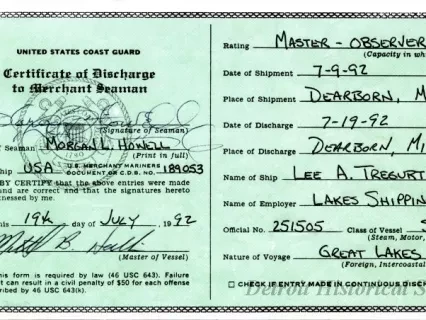 UNITED STATES COAST GUARD
Certificate of Discharge
to Merchant Seaman
(Signature of Seaman)
of Seaman MORGAN L. HOWELL
(Print in full)
ship USA U.S. MERCHANT MARINERS DOCUMENT OR C.D.B. NO. 189053
BY CERTIFY that the above entries were made
and are correct and that the signatures hereto
witnessed by me.
this 19th day of JULY, 1992
(Master of Vessel)
his form is required by law (46 USC 643). Failure
ct can result in a civil penalty of $50 for each offense
cribed by 46 USC 643(k).
Rating MASTER - OBSERVER
(Capacity in wh
Date of Shipment 7-9-92
Place of Shipment DEARBORN, M
Date of Discharge 7-19-92
Place of Discharge DEARBORN, MI
Name of Ship LEE A. TREGURT
Name of Employer LAKES SHIPPIN
Official No. 251505 Class of Vessel S
(Steam, Motor,
Nature of Voyage GREAT LAKES
(Foreign, Intercoastal
☐ CHECK IF ENTRY MADE IN CONTINUOUS DISCH
Detroit Historical S